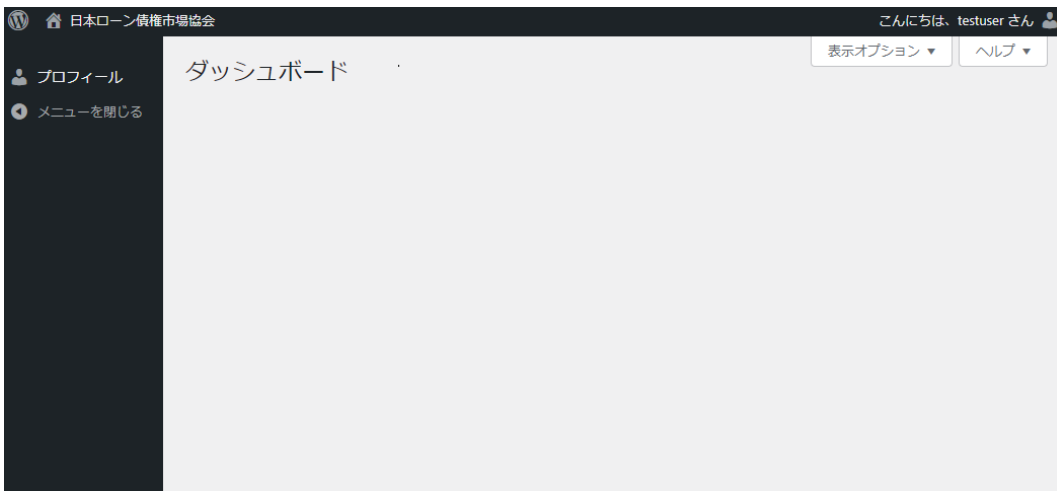 日本ローン債権市場協会 こんにちは、testuser さん
表示オプション ▼ ヘルプ ▼
プロフィール
ダッシュボード
メニューを閉じる